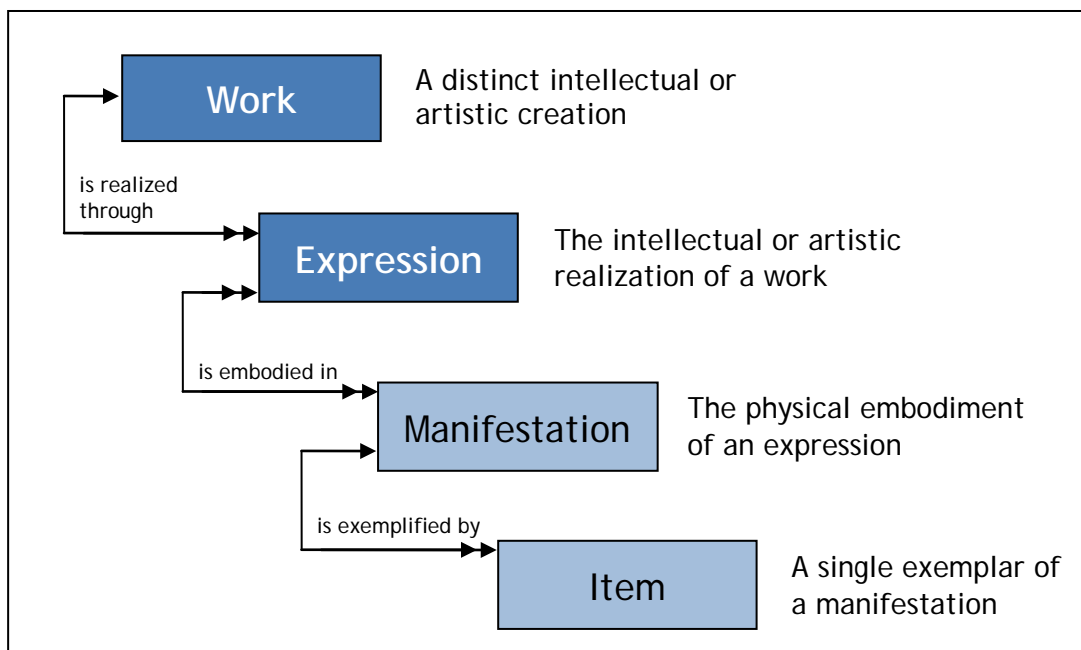 Work
A distinct intellectual or
artistic creation
is realized
through
Expression
The intellectual or artistic
realization of a work
is embodied in
Manifestation
The physical embodiment
of an expression
is exemplified by
Item
A single exemplar of
a manifestation